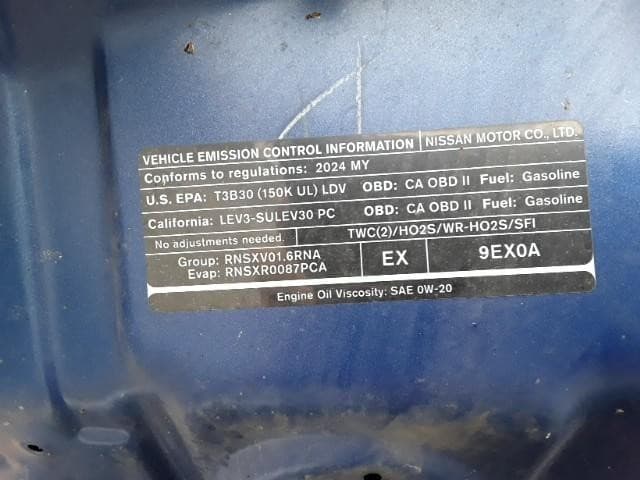 VEHICLE EMISSION CONTROL INFORMATION NISSAN MOTOR CO., LTD.
Conforms to regulations: 2024 MY
U.S. EPA: T3B30 (150K UL) LDV OBD: CA OBD II Fuel: Gasoline
California: LEV3-SULEV30 PC OBD: CA OBD II Fuel: Gasoline
No adjustments needed. TWC(2)/HO2S/WR-HO2S/SFI
Group: RNSXV01.6RNA
Evap: RNSXR0087PCA
EX 9EX0A
Engine Oil Viscosity: SAE 0W-20